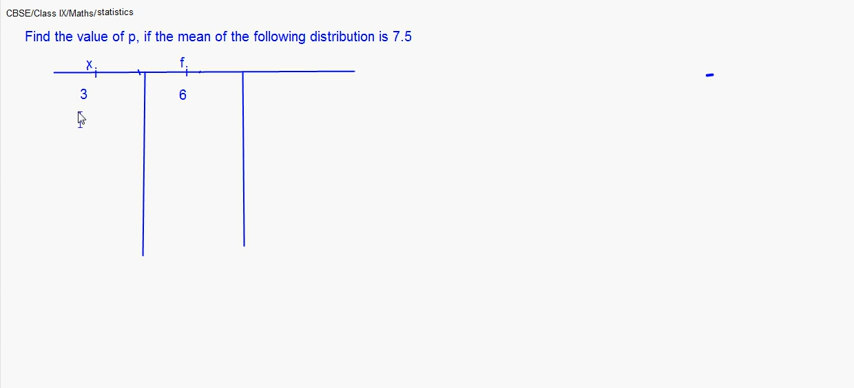 CBSE/Class IX/Maths/statistics
Find the value of p, if the mean of the following distribution is 7.5
xi fi
3 6